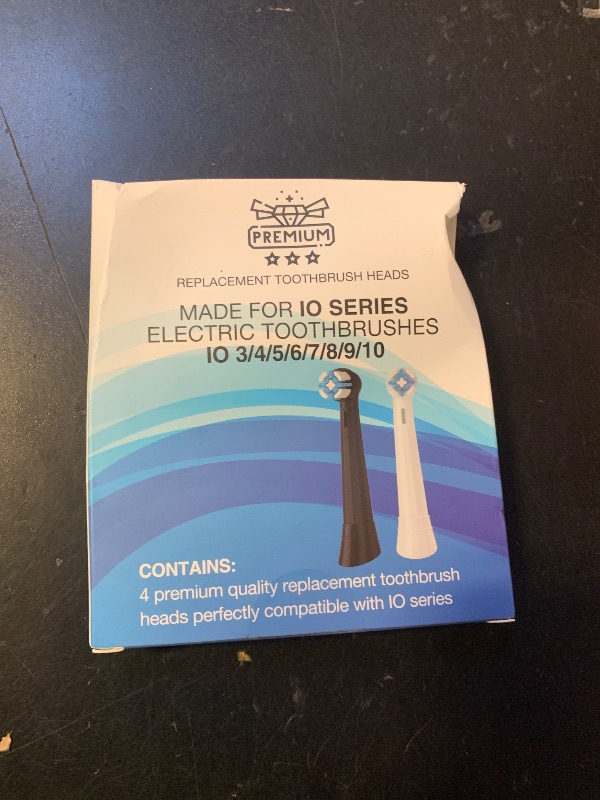 PREMIUM
REPLACEMENT TOOTHBRUSH HEADS
MADE FOR IO SERIES
ELECTRIC TOOTHBRUSHES
IO 3/4/5/6/7/8/9/10
CONTAINS:
4 premium quality replacement toothbrush
heads perfectly compatible with IO series